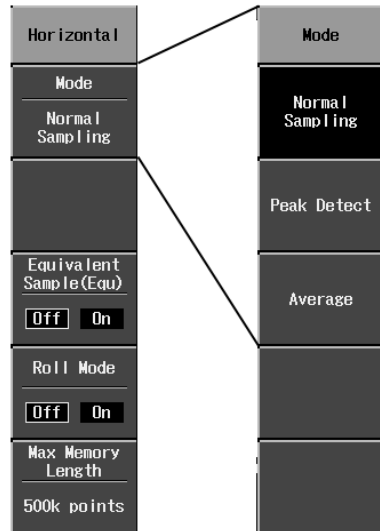 Horizontal
Mode
Normal
Sampling
Equivalent
Sample(Equ)
Off On
Roll Mode
Off On
Max Memory
Length
500k points
Mode
Normal
Sampling
Peak Detect
Average